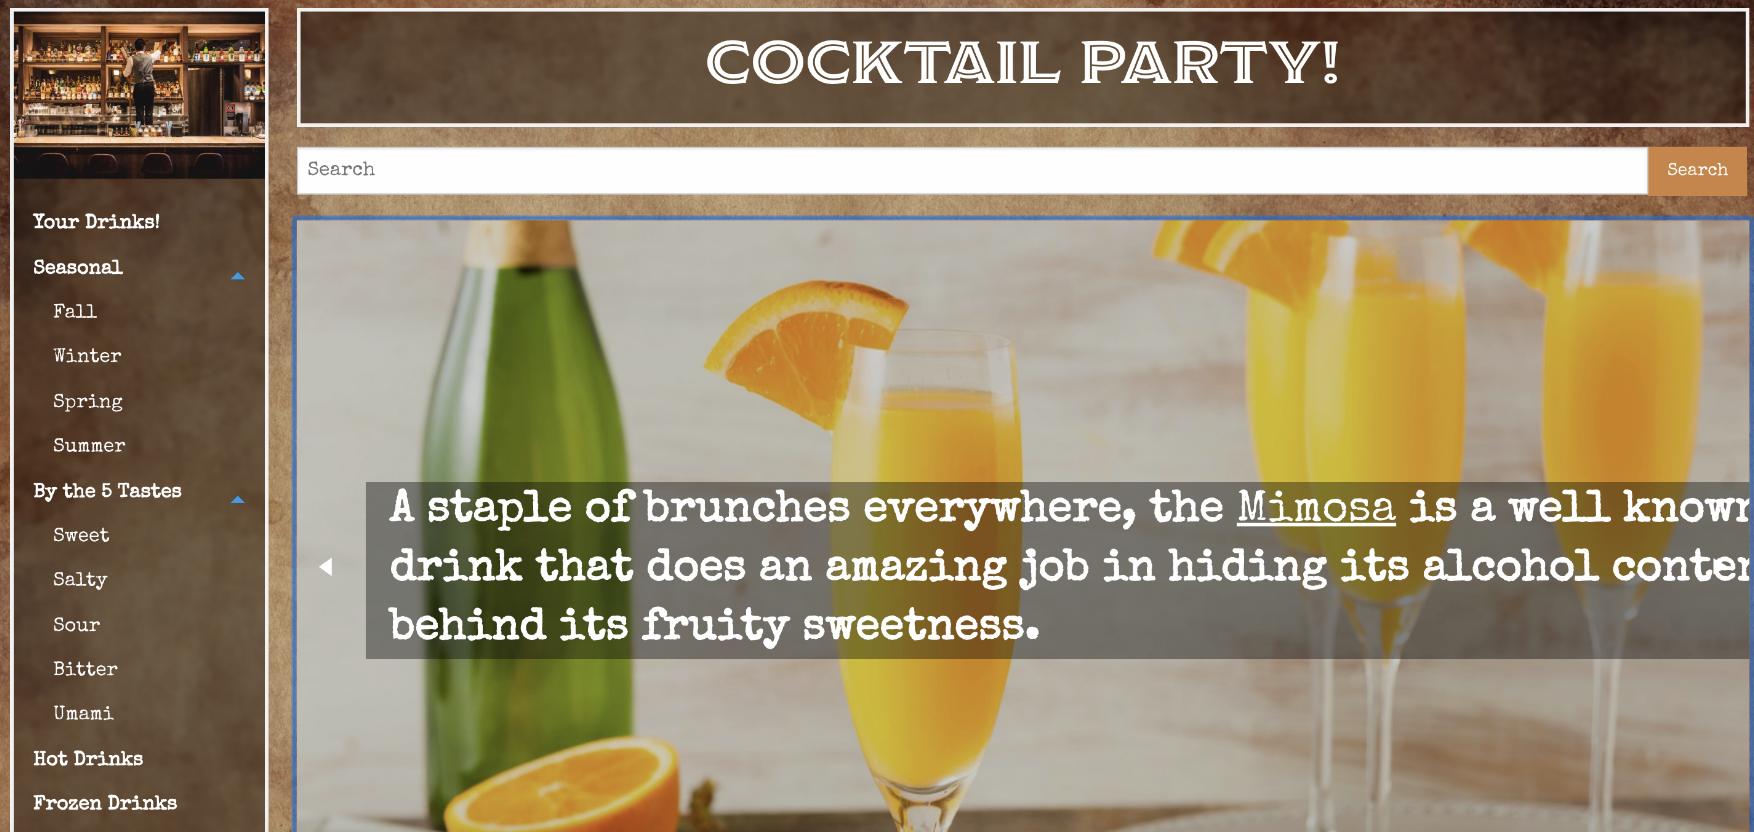 COCKTAIL PARTY!
Search
Search
Your Drinks!
Seasonal
Fall
Winter
Spring
Summer
By the 5 Tastes
Sweet
Salty
Sour
Bitter
Umami
Hot Drinks
Frozen Drinks
A staple of brunches everywhere, the Mimosa is a well known
drink that does an amazing job in hiding its alcohol
behind its fruity sweetness.